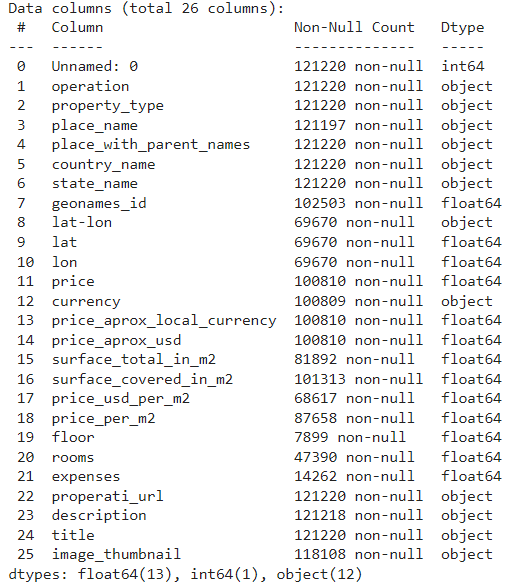 Data columns (total 26 columns):
 #   Column                      Non-Null Count   Dtype
---  ------                      --------------   -----
 0   Unnamed: 0                  121220 non-null  int64
 1   operation                   121220 non-null  object
 2   property_type               121220 non-null  object
 3   place_name                  121197 non-null  object
 4   place_with_parent_names     121220 non-null  object
 5   country_name                121220 non-null  object
 6   state_name                  121220 non-null  object
 7   geonames_id                 102503 non-null  float64
 8   lat-lon                     69670 non-null   object
 9   lat                         69670 non-null   float64
 10  lon                         69670 non-null   float64
 11  price                       100810 non-null  float64
 12  currency                    100809 non-null  object
 13  price_aprox_local_currency  100810 non-null  float64
 14  price_aprox_usd             100810 non-null  float64
 15  surface_total_in_m2         81892 non-null   float64
 16  surface_covered_in_m2       101313 non-null  float64
 17  price_usd_per_m2            68617 non-null   float64
 18  price_per_m2                87658 non-null   float64
 19  floor                       7899 non-null    float64
 20  rooms                       47390 non-null   float64
 21  expenses                    14262 non-null   float64
 22  properati_url               121220 non-null  object
 23  description                 121218 non-null  object
 24  title                       121220 non-null  object
 25  image_thumbnail             118108 non-null  object
dtypes: float64(13), int64(1), object(12)